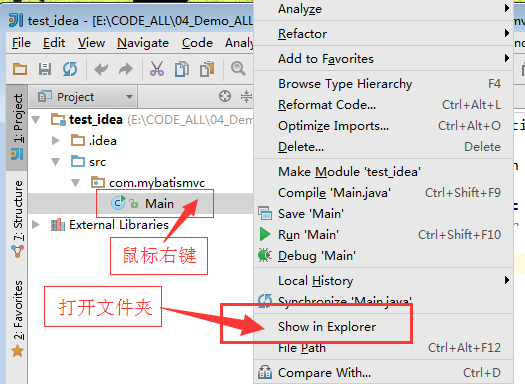 test_idea - [E:\CODE_ALL\04_Demo_ALL
File Edit View Navigate Code Analy
Project
1: Project
test_idea (E:\CODE_ALL\04_Dem
.idea
src
com.mybatismvc
Main
External Libraries
7: Structure
2: Favorites
鼠标右键
打开文件夹
Analyze
Refactor
Add to Favorites
Browse Type Hierarchy F4
Reformat Code... Ctrl+Alt+L
Optimize Imports... Ctrl+Alt+O
Delete... Delete
Make Module 'test_idea'
Compile 'Main.java' Ctrl+Shift+F9
Save 'Main'
Run 'Main' Ctrl+Shift+F10
Debug 'Main'
Local History
Synchronize 'Main.java'
Show in Explorer
File Path Ctrl+Alt+F12
Compare With... Ctrl+D